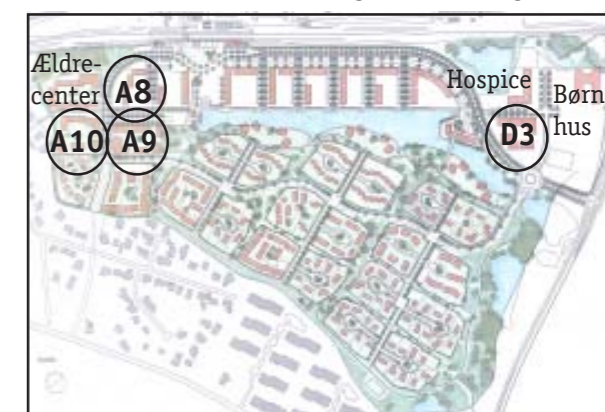 Ældre-
center
A8
A10
A9
Hospice
D3
Børn
hus